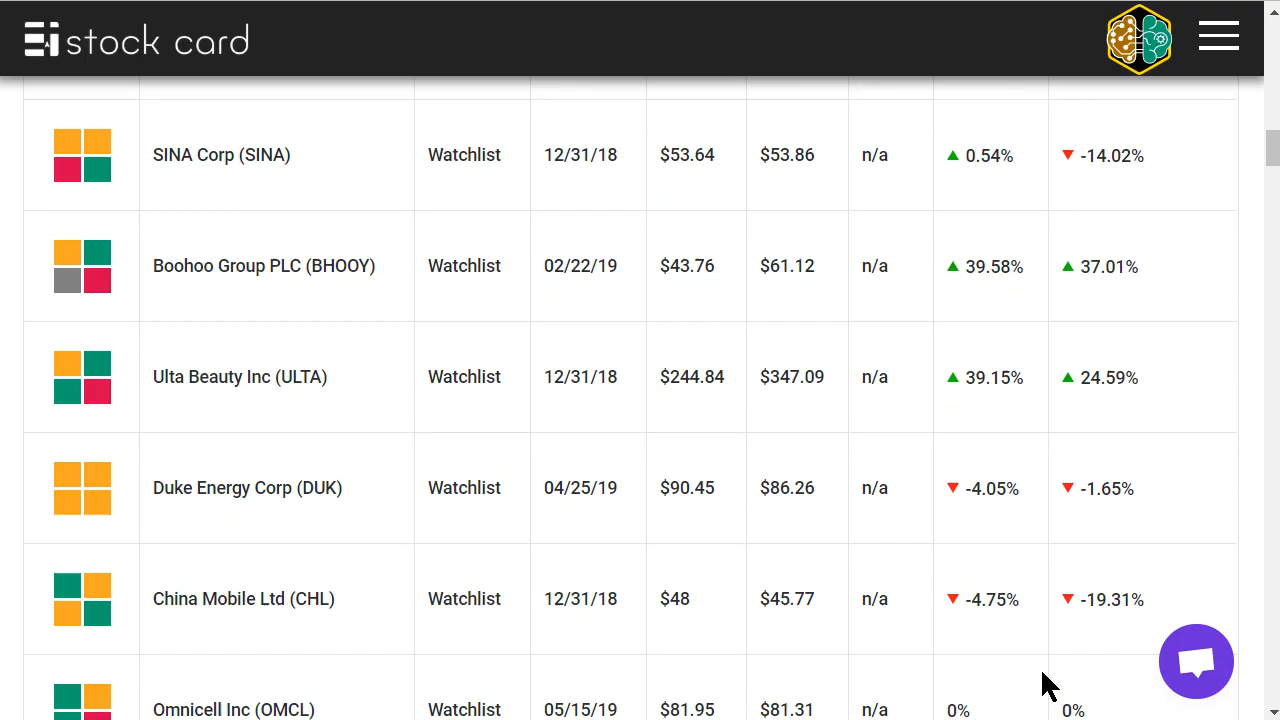 stock card
SINA Corp (SINA) Watchlist 12/31/18 $53.64 $53.86 n/a 0.54% -14.02%
Boohoo Group PLC (BHOOY) Watchlist 02/22/19 $43.76 $61.12 n/a 39.58% 37.01%
Ulta Beauty Inc (ULTA) Watchlist 12/31/18 $244.84 $347.09 n/a 39.15% 24.59%
Duke Energy Corp (DUK) Watchlist 04/25/19 $90.45 $86.26 n/a -4.05% -1.65%
China Mobile Ltd (CHL) Watchlist 12/31/18 $48 $45.77 n/a -4.75% -19.31%
Omnicell Inc (OMCL) Watchlist 05/15/19 $81.95 $81.31 n/a 0% 0%